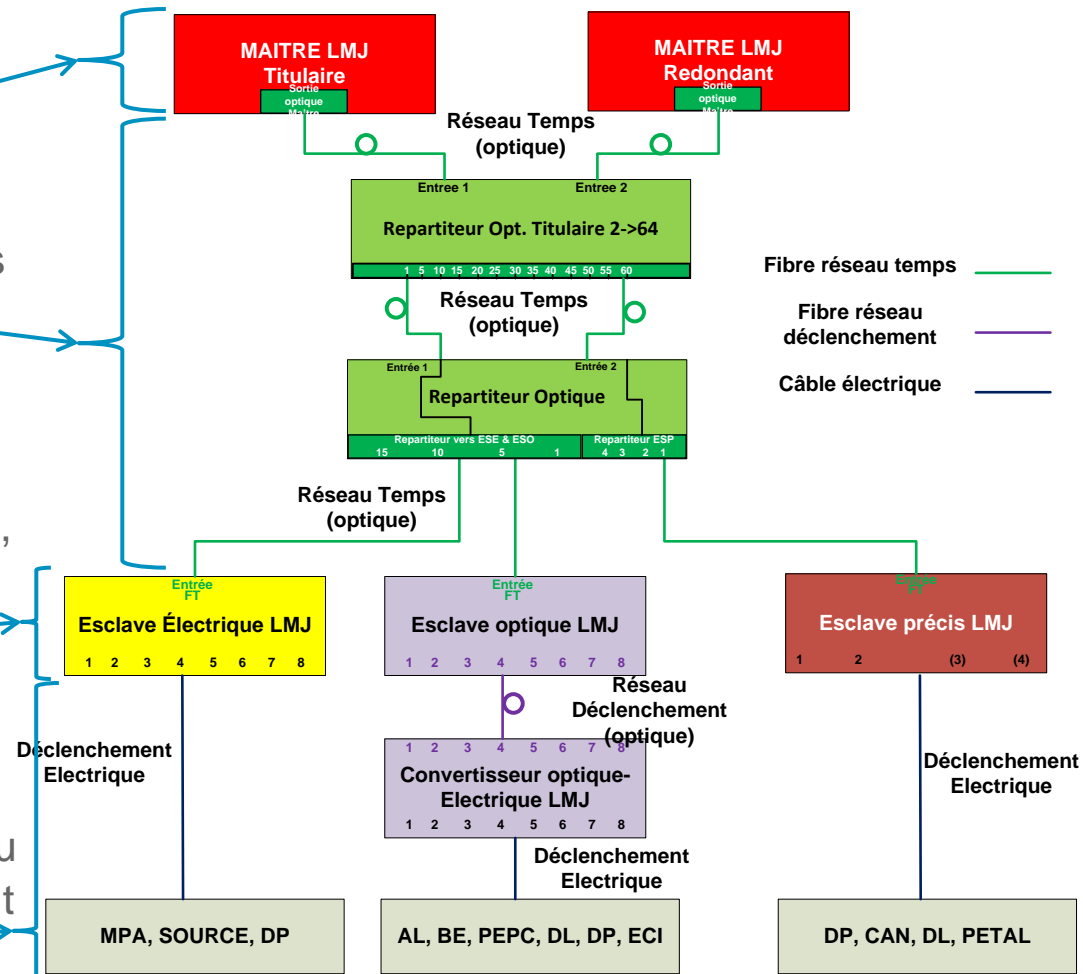 MAITRE LMJ
Titulaire
Sortie
optique
Maitre
MAITRE LMJ
Redondant
Sortie
optique
Maitre
Réseau Temps
(optique)
Entree 1 Entree 2
Repartiteur Opt. Titulaire 2->64
1 5 10 15 20 25 30 35 40 45 50 55 60
s
Fibre réseau temps
Réseau Temps
(optique)
Fibre réseau
déclenchement
Câble électrique
Entrée 1 Entrée 2
Repartiteur Optique
Repartiteur vers ESE & ESO
15 10 5 1
Repartiteur ESP
4 3 2 1
Réseau Temps
(optique)
,
Entrée
FT
Esclave Électrique LMJ
1 2 3 4 5 6 7 8
Entrée
FT
Esclave optique LMJ
1 2 3 4 5 6 7 8
Entrée
FT
Esclave précis LMJ
1 2 (3) (4)
Réseau
Déclenchement
(optique)
Déclenchement
Electrique
1 2 3 4 5 6 7 8
Convertisseur optique-
Electrique LMJ
1 2 3 4 5 6 7 8
Déclenchement
Electrique
Déclenchement
Electrique
u
t
MPA, SOURCE, DP
AL, BE, PEPC, DL, DP, ECI
DP, CAN, DL, PETAL